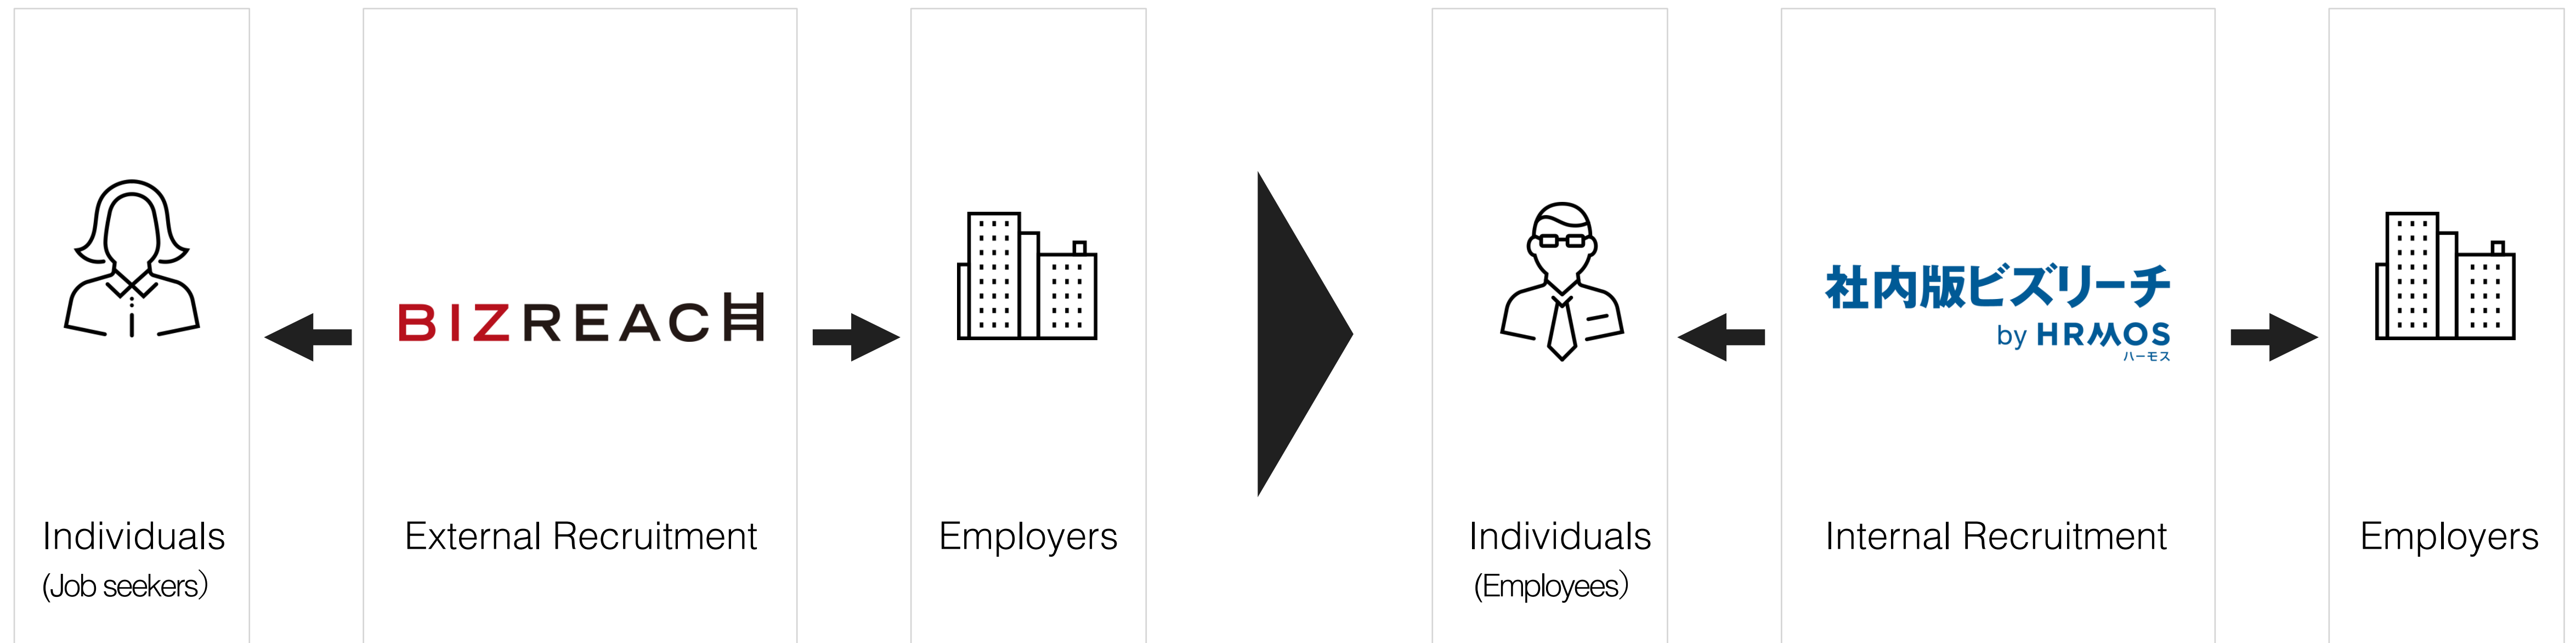 BIZREACH
Individuals
(Job seekers)
External Recruitment
Employers
社内版ビズリーチ
by HRMOS
ハーモス
Individuals
(Employees)
Internal Recruitment
Employers